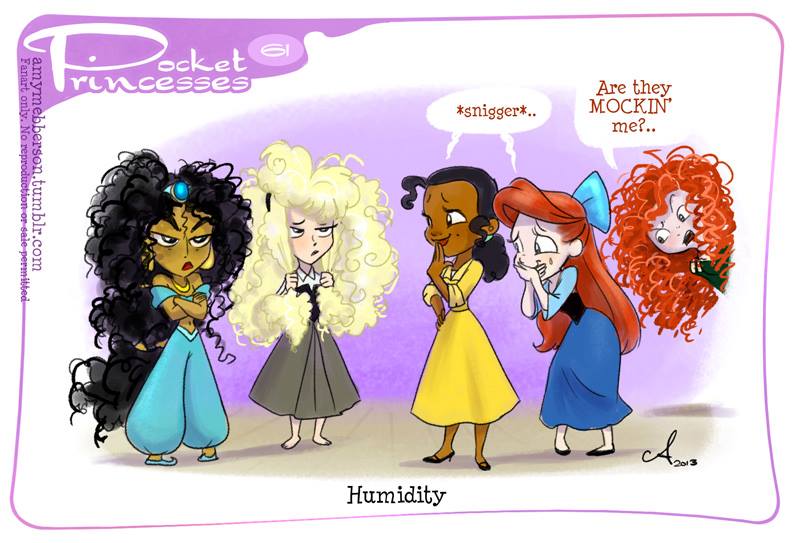 Pocket
Princesses
61
amymebberson.tumblr.com
Fanart only. No reproduction or sale permitted
*snigger*..
Are they
MOCKIN'
me?..
A
2013
Humidity